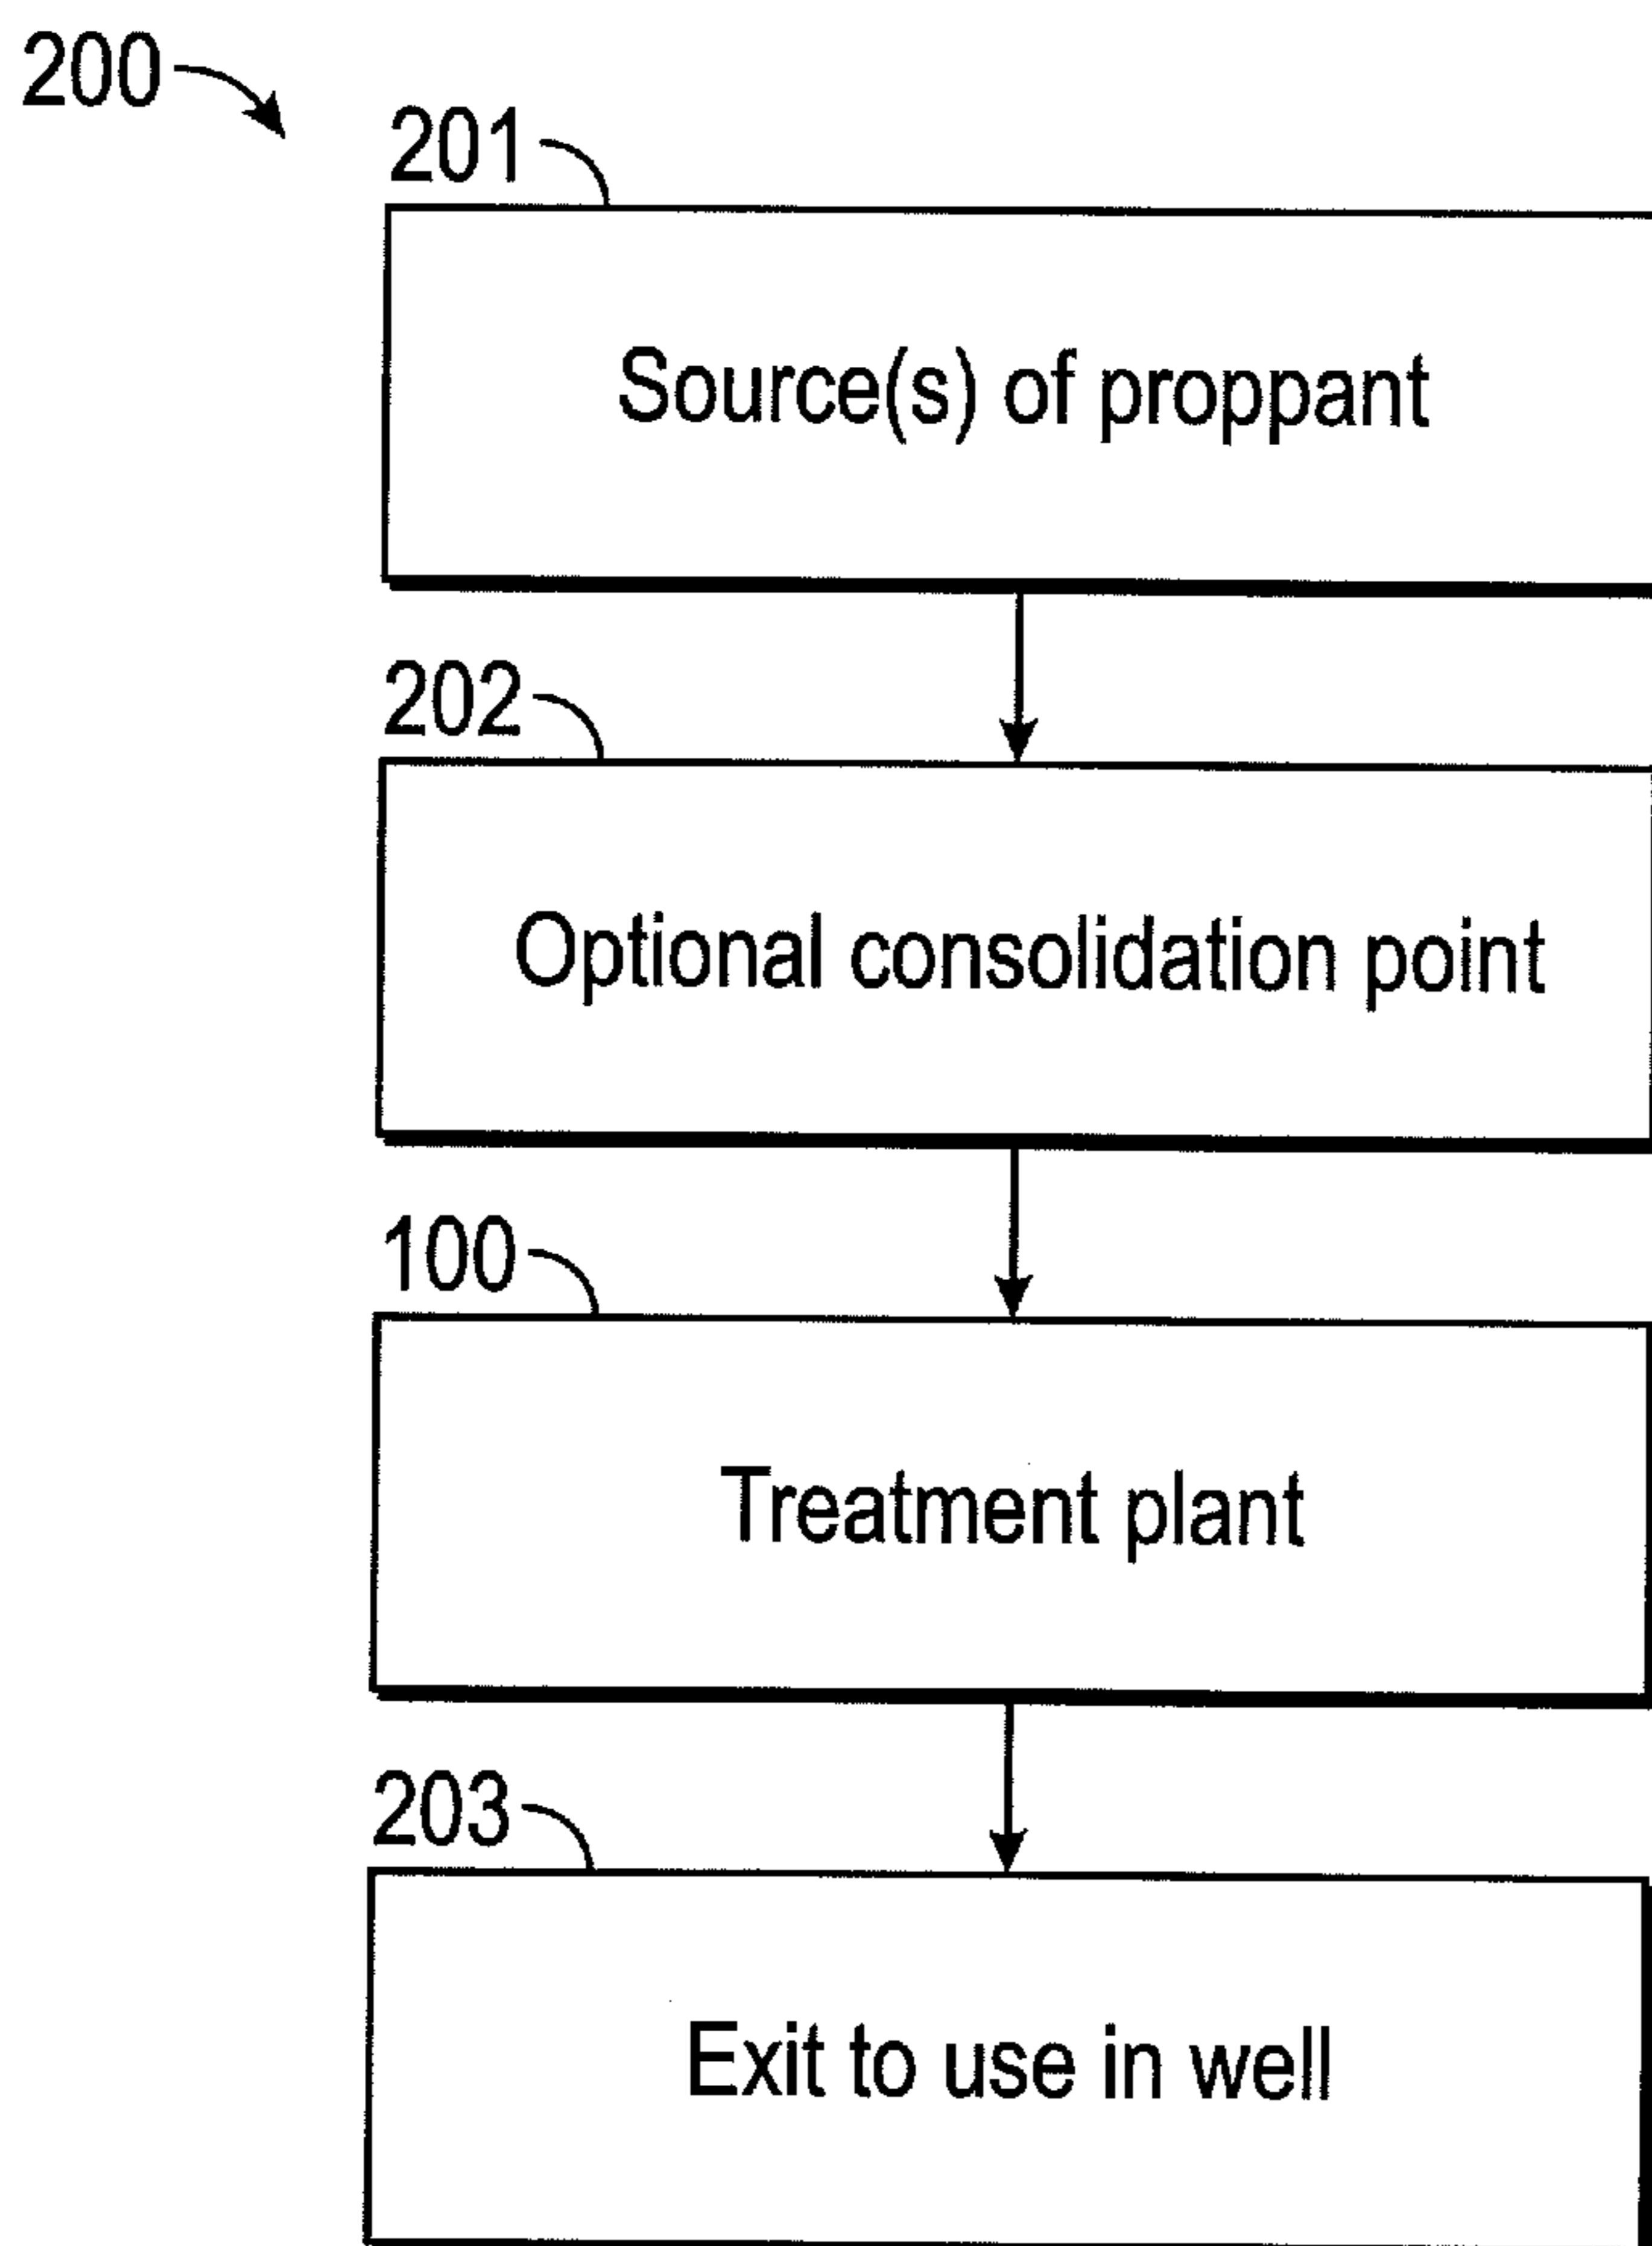 200
201
Source(s) of proppant
202
Optional consolidation point
100
Treatment plant
203
Exit to use in well